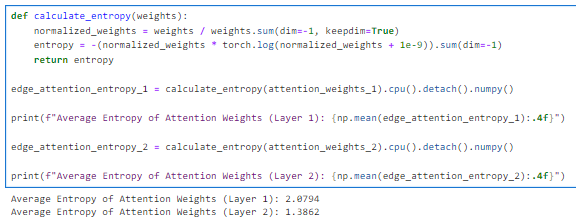 def calculate_entropy(weights):
    normalized_weights = weights / weights.sum(dim=-1, keepdim=True)
    entropy = -(normalized_weights * torch.log(normalized_weights + 1e-9)).sum(dim=-1)
    return entropy

edge_attention_entropy_1 = calculate_entropy(attention_weights_1).cpu().detach().numpy()

print(f"Average Entropy of Attention Weights (Layer 1): {np.mean(edge_attention_entropy_1):.4f}")

edge_attention_entropy_2 = calculate_entropy(attention_weights_2).cpu().detach().numpy()

print(f"Average Entropy of Attention Weights (Layer 2): {np.mean(edge_attention_entropy_2):.4f}")

Average Entropy of Attention Weights (Layer 1): 2.0794
Average Entropy of Attention Weights (Layer 2): 1.3862